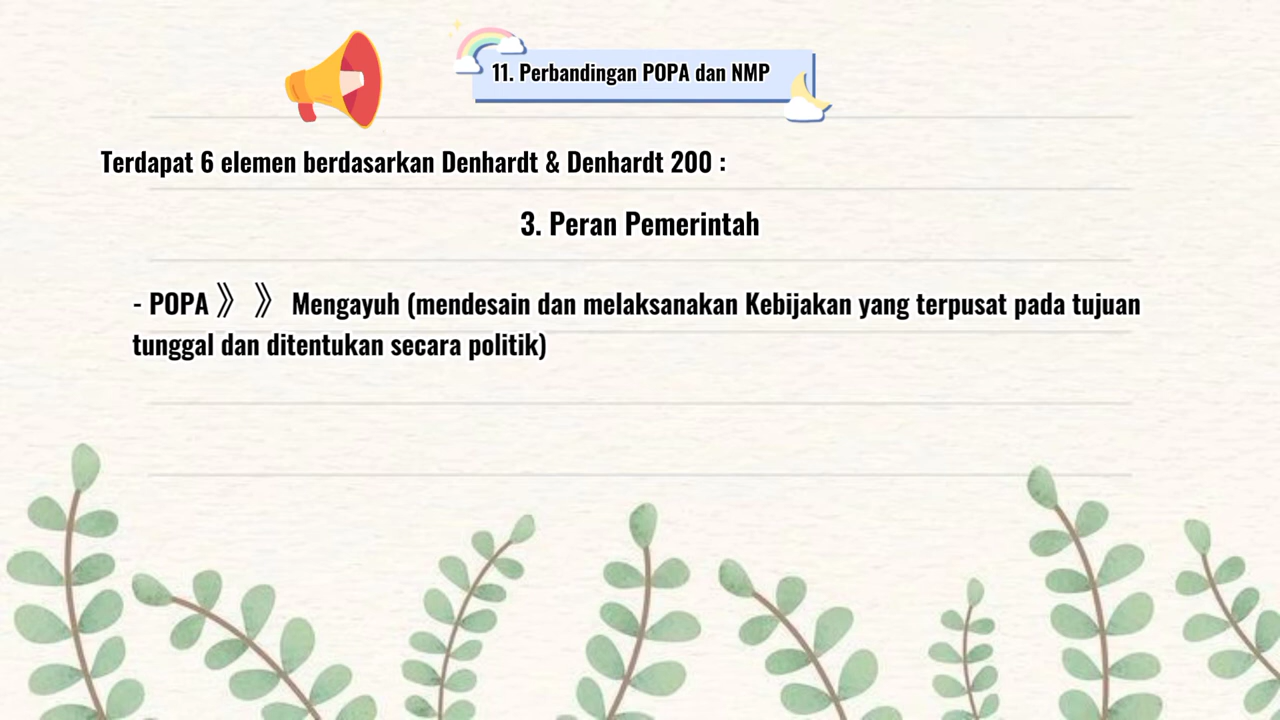 11. Perbandingan POPA dan NMP
Terdapat 6 elemen berdasarkan Denhardt & Denhardt 200 :
3. Peran Pemerintah
- POPA 》 》 Mengayuh (mendesain dan melaksanakan Kebijakan yang terpusat pada tujuan
tunggal dan ditentukan secara politik)